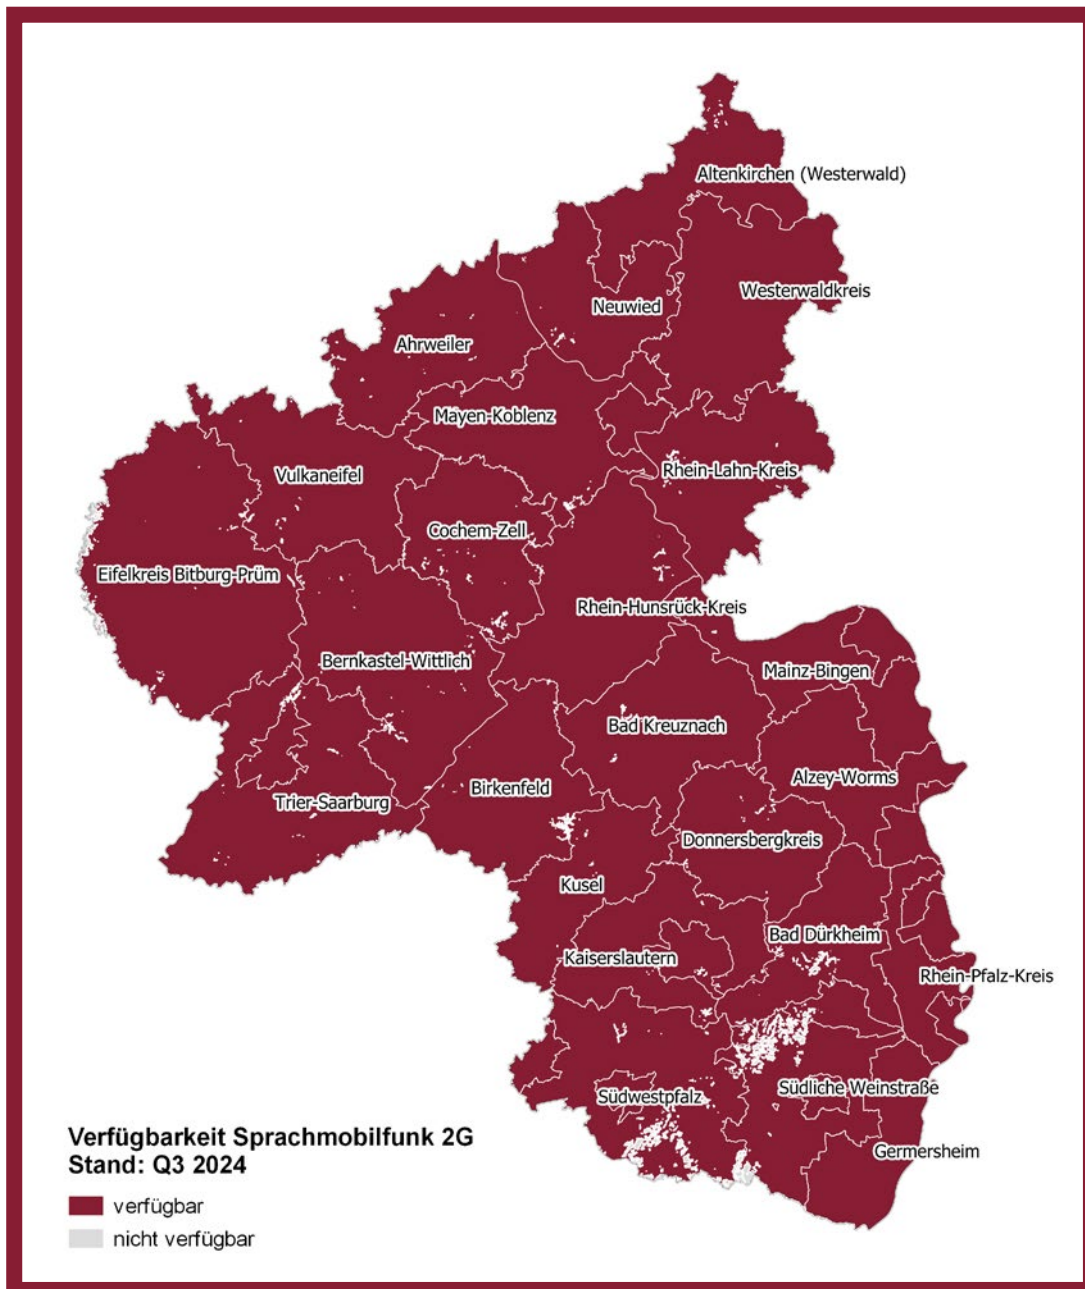 Altenkirchen (Westerwald)
Westerwaldkreis
Neuwied
Ahrweiler
Mayen-Koblenz
Rhein-Lahn-Kreis
Vulkaneifel
Cochem-Zell
Eifelkreis Bitburg-Prüm
Rhein-Hunsrück-Kreis
Bernkastel-Wittlich
Mainz-Bingen
Bad Kreuznach
Alzey-Worms
Birkenfeld
Trier-Saarburg
Donnersbergkreis
Kusel
Bad Dürkheim
Kaiserslautern
Rhein-Pfalz-Kreis
Südliche Weinstraße
Südwestpfalz
Germersheim
Verfügbarkeit Sprachmobilfunk 2G
Stand: Q3 2024
verfügbar
nicht verfügbar